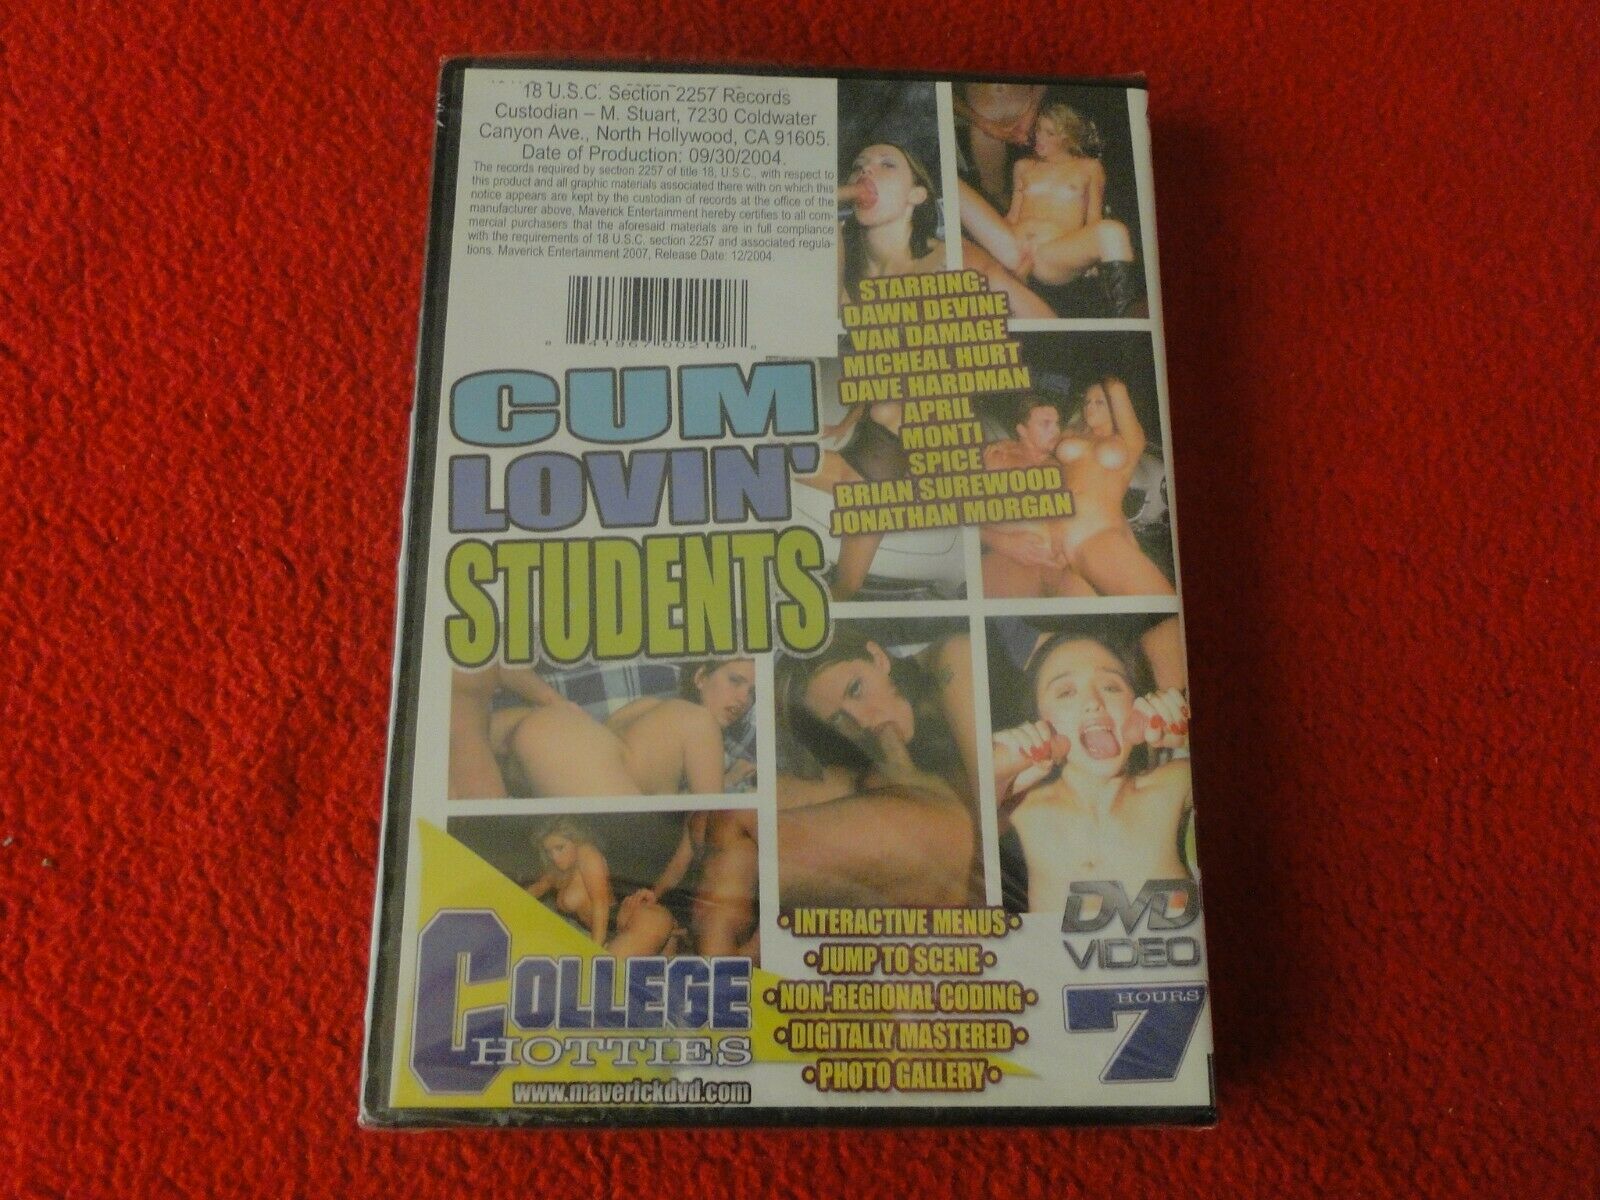 18 U.S.C. Section 2257 Records
Custodian – M. Stuart, 7230 Coldwater
Canyon Ave., North Hollywood, CA 91605.
Date of Production: 09/30/2004.
The records required by section 2257 of title 18, U.S.C., with respect to
this product and all graphic materials associated there with on which this
notice appears are kept by the custodian of records at the office of the
manufacturer above, Maverick Entertainment hereby certifies to all com-
mercial purchasers that the aforesaid materials are in full compliance
with the requirements of 18 U.S.C. section 2257 and associated regula-
tions. Maverick Entertainment 2007, Release Date: 12/2004.
8 41967 00210 8
STARRING:
DAWN DEVINE
VAN DAMAGE
MICHEAL HURT
DAVE HARDMAN
APRIL
MONTI
SPICE
BRIAN SUREWOOD
JONATHAN MORGAN
CUM
LOVIN'
STUDENTS
COLLEGE
HOTTIES
www.maverickdvd.com
• INTERACTIVE MENUS •
• JUMP TO SCENE •
• NON-REGIONAL CODING •
• DIGITALLY MASTERED •
• PHOTO GALLERY •
DVD
VIDEO
7 HOURS